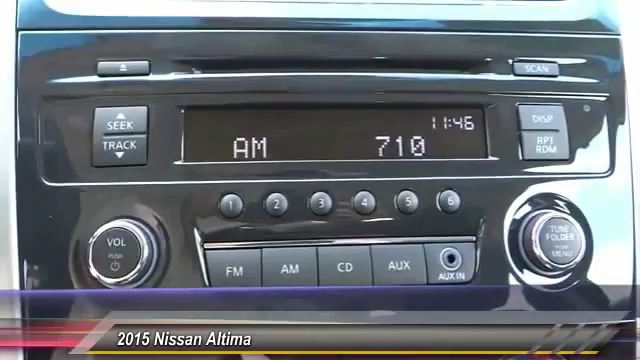 SCAN
SEEK
TRACK
11:46
AM 710
DISP
RPT
RDM
1 2 3 4 5 6
VOL
PUSH
FM AM CD AUX
AUX IN
TUNE
FOLDER
PUSH
MENU
2015 Nissan Altima